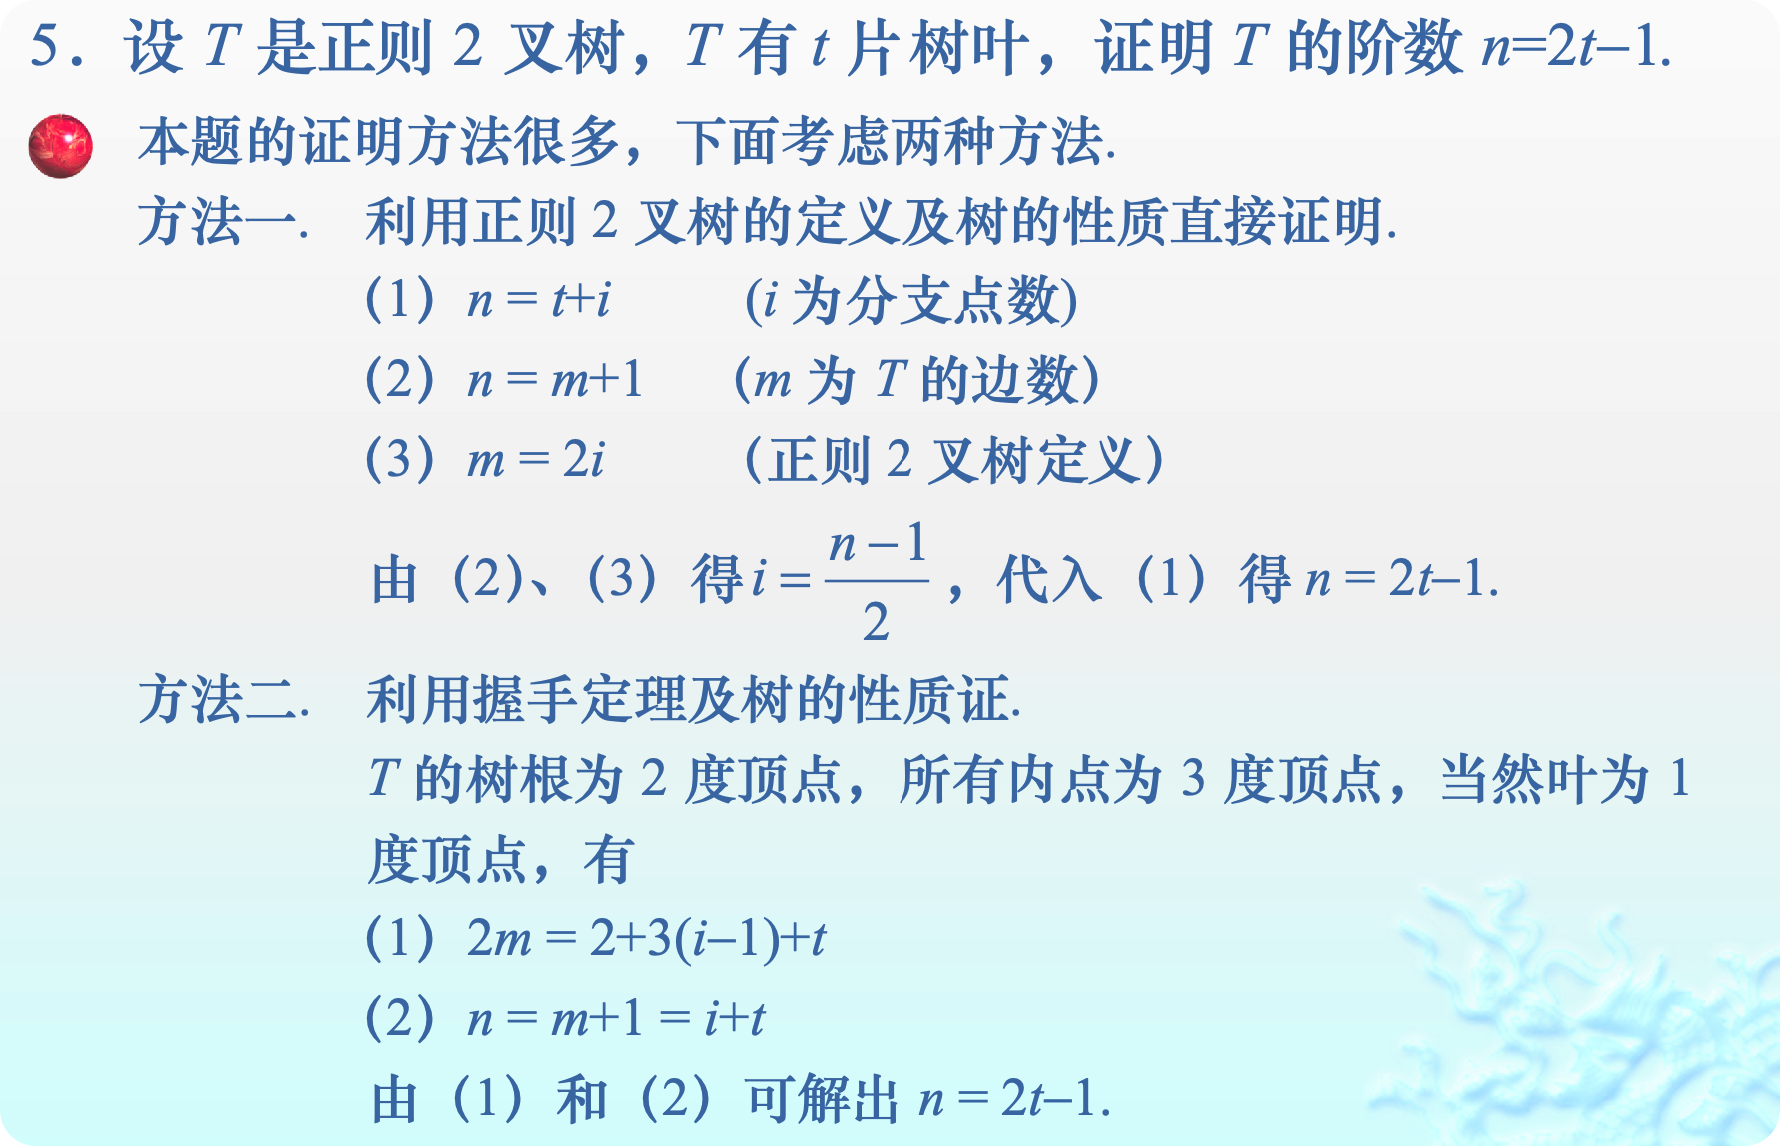 5．设 T 是正则 2 叉树，T 有 t 片树叶，证明 T 的阶数 n=2t–1.
本题的证明方法很多，下面考虑两种方法.
方法一. 利用正则 2 叉树的定义及树的性质直接证明.
（1）n = t+i (i 为分支点数)
（2）n = m+1 （m 为 T 的边数）
（3）m = 2i （正则 2 叉树定义）
由（2）、（3）得 i = \frac{n-1}{2}，代入（1）得 n = 2t–1.
方法二. 利用握手定理及树的性质证.
T 的树根为 2 度顶点，所有内点为 3 度顶点，当然叶为 1
度顶点，有
（1）2m = 2+3(i–1)+t
（2）n = m+1 = i+t
由（1）和（2）可解出 n = 2t–1.